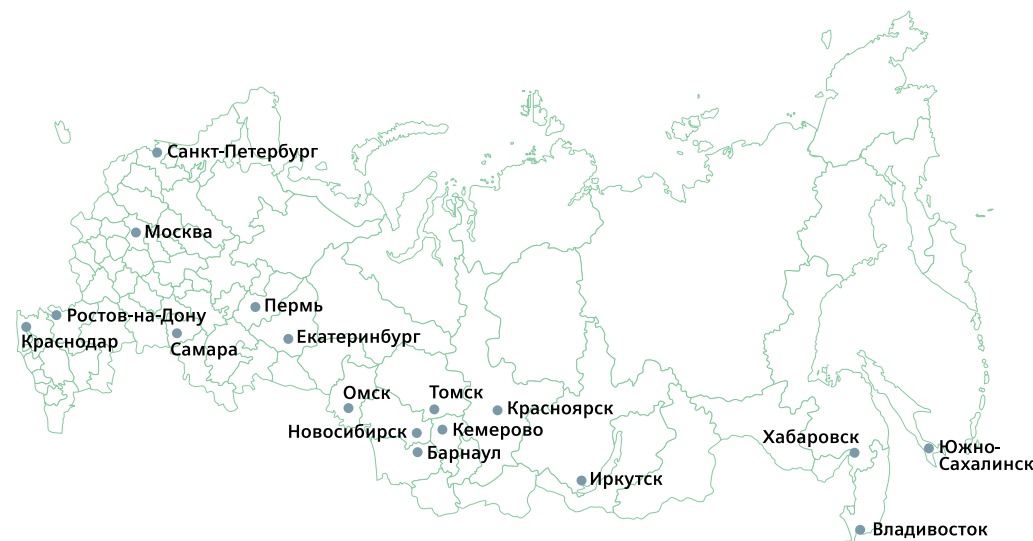 Санкт-Петербург
Москва
Пермь
Ростов-на-Дону
Екатеринбург
Краснодар
Самара
Омск
Томск
Красноярск
Новосибирск
Кемерово
Барнаул
Хабаровск
Южно-
Сахалинск
Иркутск
Владивосток